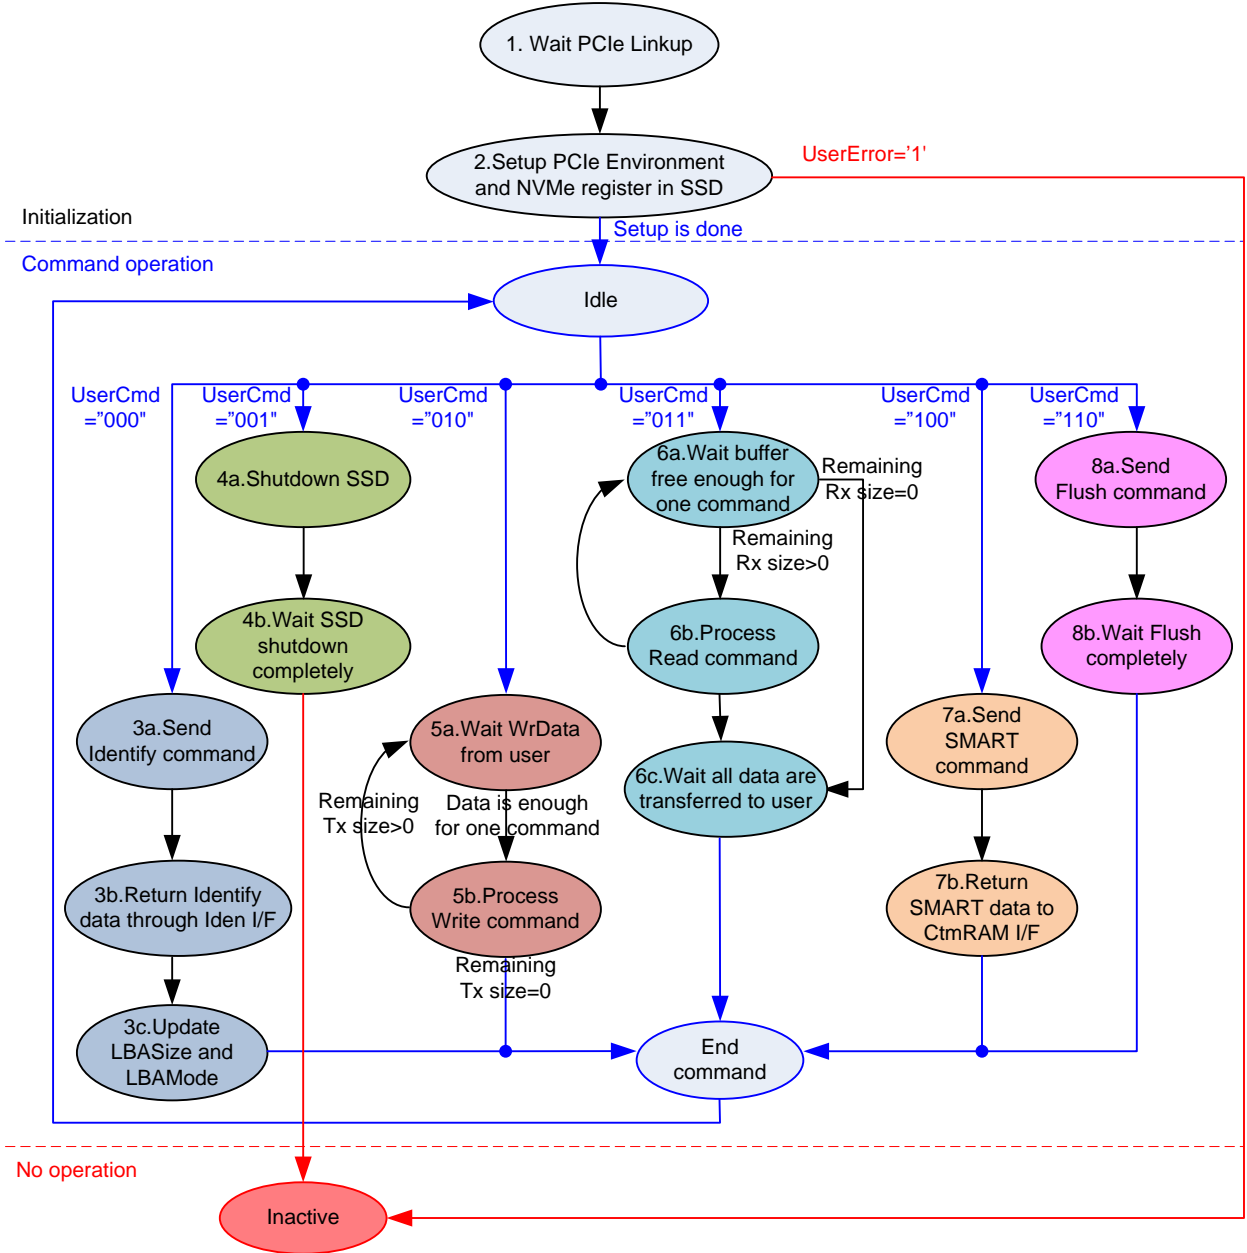 1. Wait PCIe Linkup
2.Setup PCIe Environment
and NVMe register in SSD
UserError='1'
Initialization
Setup is done
Command operation
Idle
UserCmd
="000"
UserCmd
="001"
UserCmd
="010"
UserCmd
="011"
UserCmd
="100"
UserCmd
="110"
4a.Shutdown SSD
6a.Wait buffer
free enough for
one command
Remaining
Rx size=0
8a.Send
Flush command
Remaining
Rx size>0
4b.Wait SSD
shutdown
completely
6b.Process
Read command
8b.Wait Flush
completely
3a.Send
Identify command
5a.Wait WrData
from user
7a.Send
SMART
command
6c.Wait all data are
transferred to user
Remaining
Tx size>0
Data is enough
for one command
3b.Return Identify
data through Iden I/F
5b.Process
Write command
7b.Return
SMART data to
CtmRAM I/F
Remaining
Tx size=0
3c.Update
LBASize and
LBAMode
End
command
No operation
Inactive